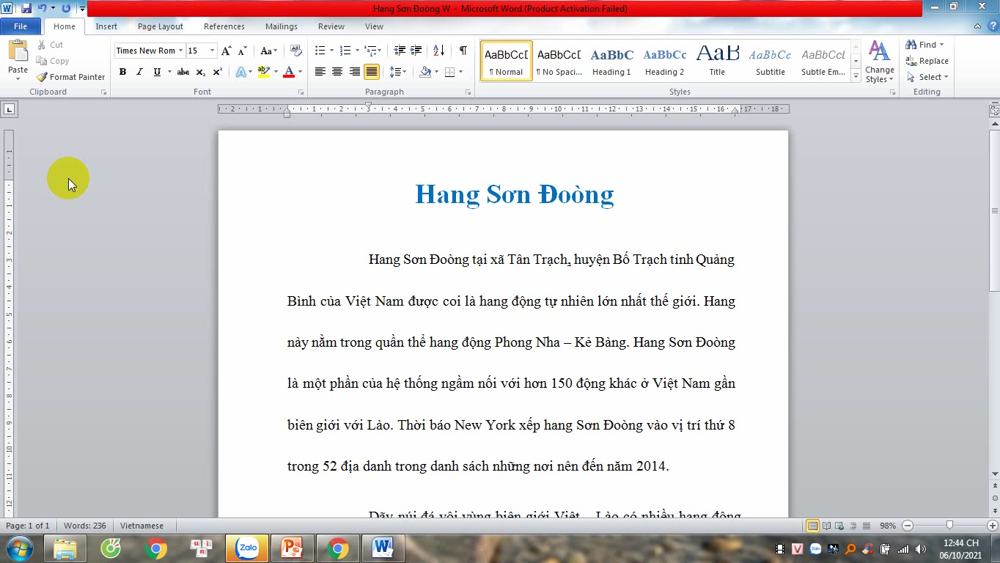 Hang Sơn Đoòng W - Microsoft Word (Product Activation Failed)
File Home Insert Page Layout References Mailings Review View
Paste
Cut
Copy
Format Painter
Clipboard
Times New Rom 15
Font
Paragraph
AaBbCcI AaBbCcI AaBbC AaBbCc AaB AaBbCc AaBbCcL
¶ Normal ¶ No Spaci... Heading 1 Heading 2 Title Subtitle Subtle Em...
Styles
Change Styles
Find
Replace
Select
Editing
2 1 1 2 3 4 5 6 7 8 9 10 11 12 13 14 15 16 17 18
Hang Sơn Đoòng
Hang Sơn Đoòng tại xã Tân Trạch, huyện Bố Trạch tỉnh Quảng
Bình của Việt Nam được coi là hang động tự nhiên lớn nhất thế giới. Hang
này nằm trong quần thể hang động Phong Nha – Kẻ Bàng. Hang Sơn Đoòng
là một phần của hệ thống ngầm nối với hơn 150 động khác ở Việt Nam gần
biên giới với Lào. Thời báo New York xếp hang Sơn Đoòng vào vị trí thứ 8
trong 52 địa danh trong danh sách những nơi nên đến năm 2014.
Dãy núi đá vôi vùng biên giới Việt – Lào có nhiều hang động
Page: 1 of 1 Words: 236 Vietnamese 98%
Zalo
12:44 CH
06/10/2021